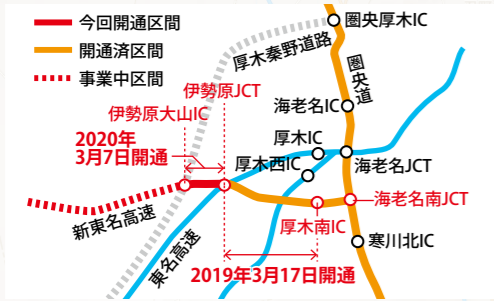 今回開通区間
開通済区間
事業中区間
圏央厚木IC
厚木秦野道路
圏央道
伊勢原JCT
伊勢原大山IC
海老名IC
2020年
3月7日開通
厚木IC
厚木西IC
海老名JCT
海老名南JCT
新東名高速
厚木南IC
東名高速
寒川北IC
2019年3月17日開通